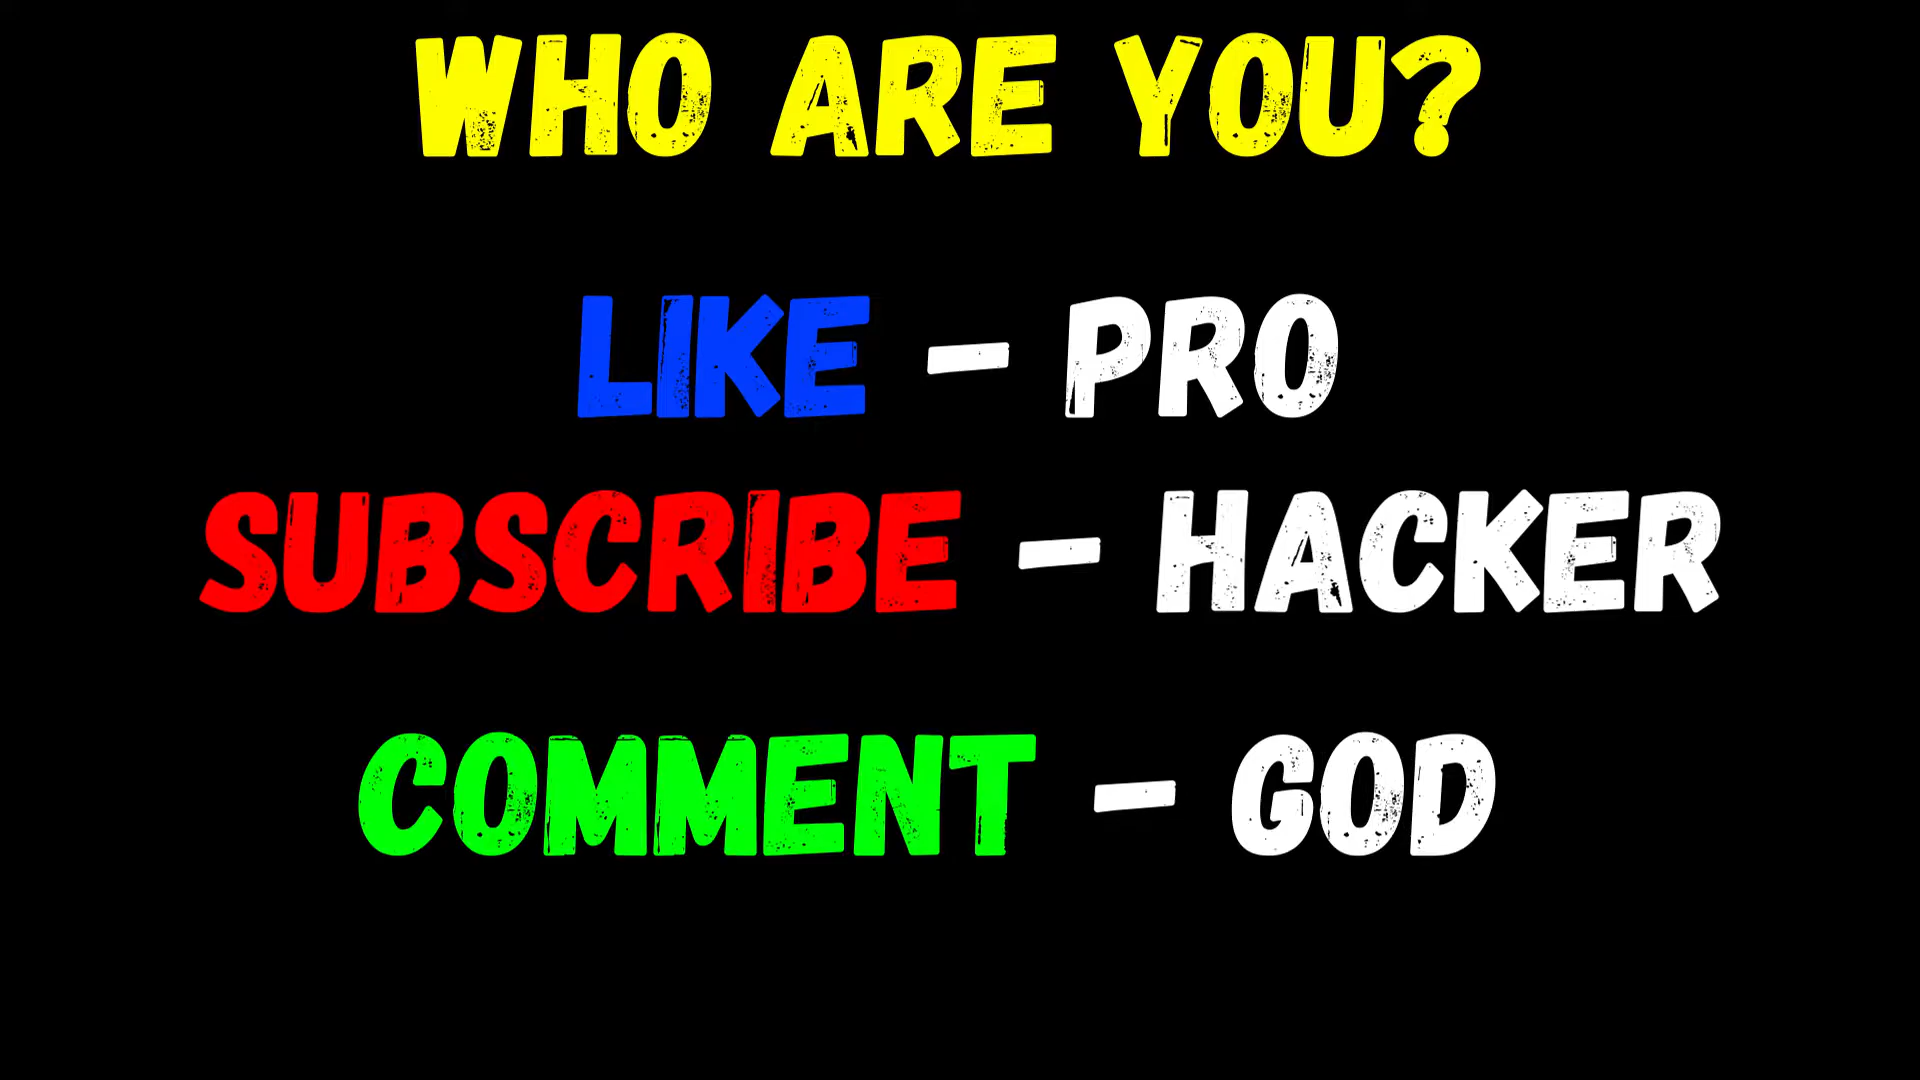 WHO ARE YOU?
LIKE - PRO
SUBSCRIBE - HACKER
COMMENT - GOD